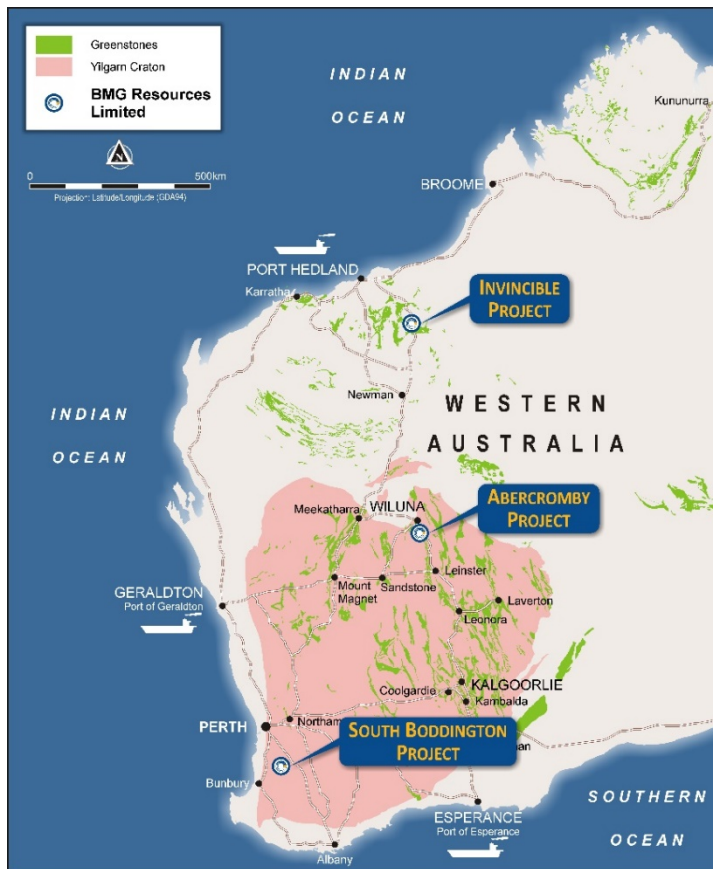 Greenstones
Yilgarn Craton
BMG Resources
Limited
N
0
500km
Projection: Latitude/Longitude (GDA94)
INDIAN
OCEAN
Kununurra
BROOME
PORT HEDLAND
Karratha
INVINCIBLE
PROJECT
Newman
WESTERN
AUSTRALIA
INDIAN
OCEAN
Meekatharra
WILUNA
ABERCROMBY
PROJECT
GERALDTON
Port of Geraldton
Mount
Magnet
Sandstone
Leinster
Laverton
Leonora
Coolgardie
KALGOORLIE
Kambalda
PERTH
Northam
SOUTH BODDINGTON
PROJECT
Bunbury
ESPERANCE
Port of Esperance
Albany
SOUTHERN
OCEAN